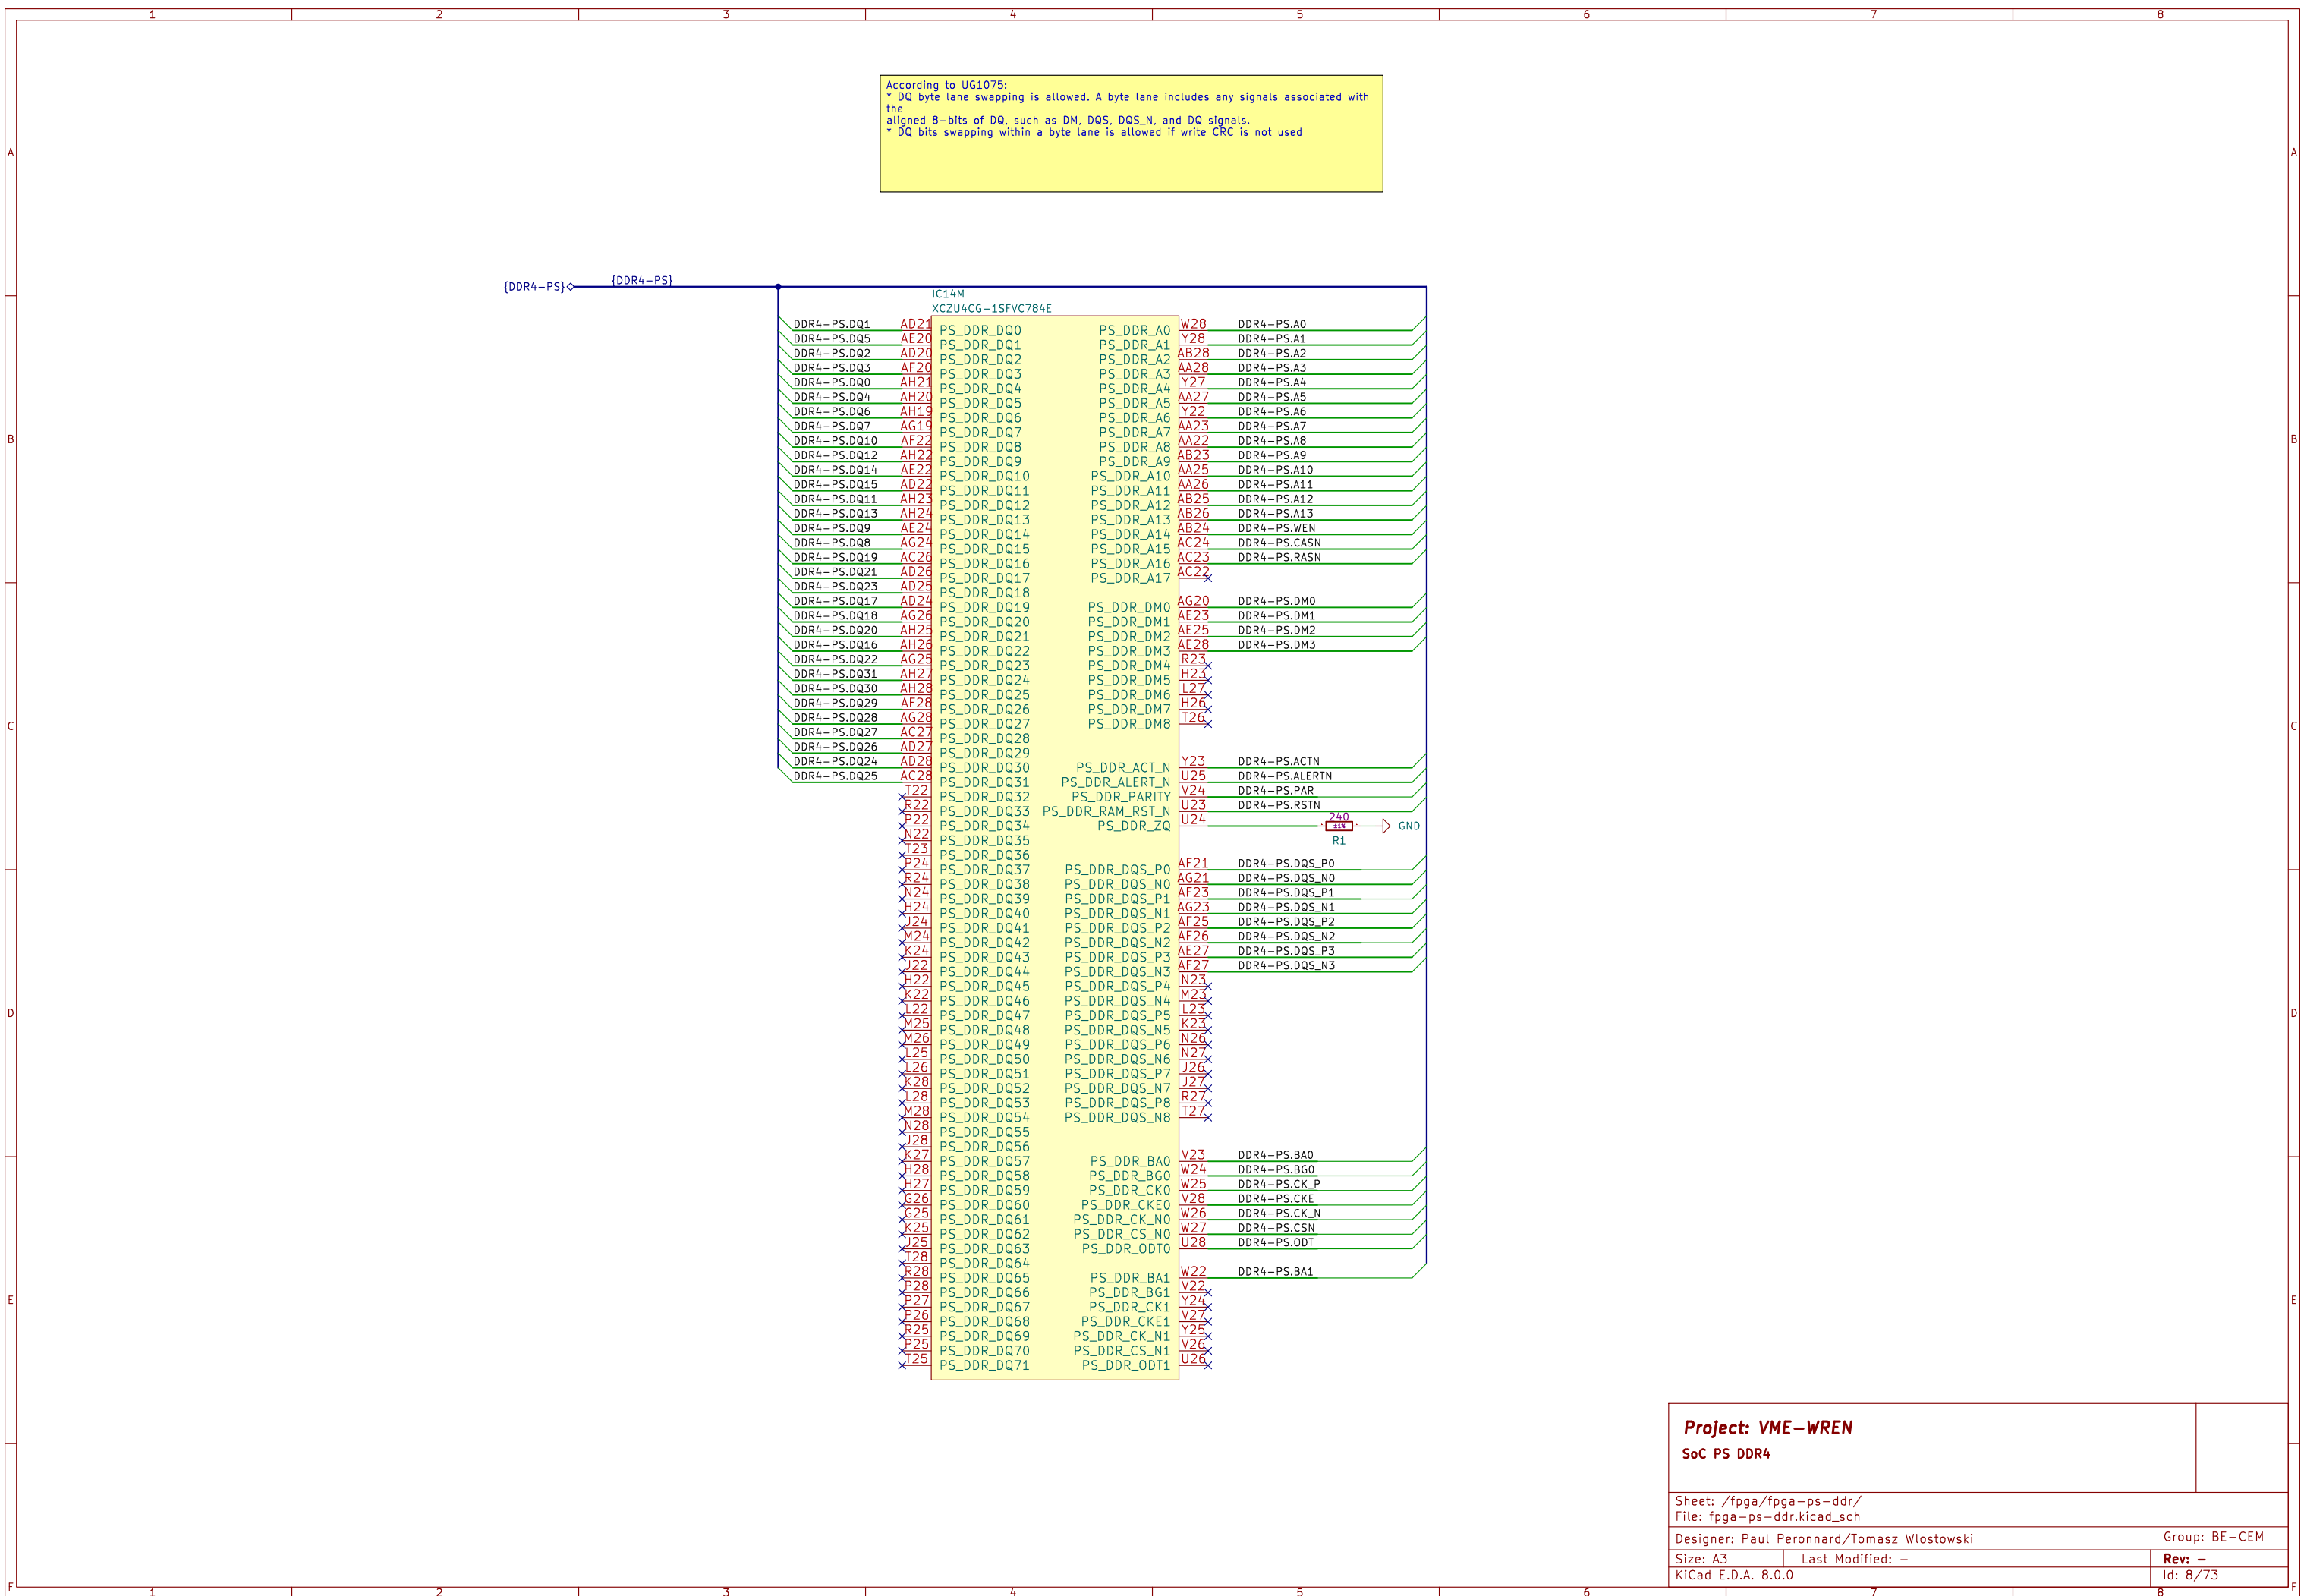 1 2 3 4 5 6 7 8
According to UG1075:
* DQ byte lane swapping is allowed. A byte lane includes any signals associated with
the
aligned 8-bits of DQ, such as DM, DQS, DQS_N, and DQ signals.
* DQ bits swapping within a byte lane is allowed if write CRC is not used
A A
{DDR4-PS} {DDR4-PS}
IC14M
XCZU4CG-1SFVC784E
DDR4-PS.DQ1 AD21 PS_DDR_DQ0 PS_DDR_A0 W28 DDR4-PS.A0
DDR4-PS.DQ5 AE20 PS_DDR_DQ1 PS_DDR_A1 Y28 DDR4-PS.A1
DDR4-PS.DQ2 AD20 PS_DDR_DQ2 PS_DDR_A2 AB28 DDR4-PS.A2
DDR4-PS.DQ3 AF20 PS_DDR_DQ3 PS_DDR_A3 AA28 DDR4-PS.A3
DDR4-PS.DQ0 AH21 PS_DDR_DQ4 PS_DDR_A4 Y27 DDR4-PS.A4
DDR4-PS.DQ4 AH20 PS_DDR_DQ5 PS_DDR_A5 AA27 DDR4-PS.A5
DDR4-PS.DQ6 AH19 PS_DDR_DQ6 PS_DDR_A6 Y22 DDR4-PS.A6
DDR4-PS.DQ7 AG19 PS_DDR_DQ7 PS_DDR_A7 AA23 DDR4-PS.A7
B B
DDR4-PS.DQ10 AF22 PS_DDR_DQ8 PS_DDR_A8 AA22 DDR4-PS.A8
DDR4-PS.DQ12 AH22 PS_DDR_DQ9 PS_DDR_A9 AB23 DDR4-PS.A9
DDR4-PS.DQ14 AE22 PS_DDR_DQ10 PS_DDR_A10 AA25 DDR4-PS.A10
DDR4-PS.DQ15 AD22 PS_DDR_DQ11 PS_DDR_A11 AA26 DDR4-PS.A11
DDR4-PS.DQ11 AH23 PS_DDR_DQ12 PS_DDR_A12 AB25 DDR4-PS.A12
DDR4-PS.DQ13 AH24 PS_DDR_DQ13 PS_DDR_A13 AB26 DDR4-PS.A13
DDR4-PS.DQ9 AE24 PS_DDR_DQ14 PS_DDR_A14 AB24 DDR4-PS.WEN
DDR4-PS.DQ8 AG24 PS_DDR_DQ15 PS_DDR_A15 AC24 DDR4-PS.CASN
DDR4-PS.DQ19 AC26 PS_DDR_DQ16 PS_DDR_A16 AC23 DDR4-PS.RASN
DDR4-PS.DQ21 AD26 PS_DDR_DQ17 PS_DDR_A17 AC22
DDR4-PS.DQ23 AD25 PS_DDR_DQ18
DDR4-PS.DQ17 AD24 PS_DDR_DQ19 PS_DDR_DM0 AG20 DDR4-PS.DM0
DDR4-PS.DQ18 AG26 PS_DDR_DQ20 PS_DDR_DM1 AE23 DDR4-PS.DM1
DDR4-PS.DQ20 AH25 PS_DDR_DQ21 PS_DDR_DM2 AE25 DDR4-PS.DM2
DDR4-PS.DQ16 AH26 PS_DDR_DQ22 PS_DDR_DM3 AE28 DDR4-PS.DM3
DDR4-PS.DQ22 AG25 PS_DDR_DQ23 PS_DDR_DM4 R23
DDR4-PS.DQ31 AH27 PS_DDR_DQ24 PS_DDR_DM5 H23
DDR4-PS.DQ30 AH28 PS_DDR_DQ25 PS_DDR_DM6 L27
DDR4-PS.DQ29 AF28 PS_DDR_DQ26 PS_DDR_DM7 H26
DDR4-PS.DQ28 AG28 PS_DDR_DQ27 PS_DDR_DM8 T26
C C
DDR4-PS.DQ27 AC27 PS_DDR_DQ28
DDR4-PS.DQ26 AD27 PS_DDR_DQ29
DDR4-PS.DQ24 AD28 PS_DDR_DQ30 PS_DDR_ACT_N Y23 DDR4-PS.ACTN
DDR4-PS.DQ25 AC28 PS_DDR_DQ31 PS_DDR_ALERT_N U25 DDR4-PS.ALERTN
T22 PS_DDR_DQ32 PS_DDR_PARITY V24 DDR4-PS.PAR
R22 PS_DDR_DQ33 PS_DDR_RAM_RST_N U23 DDR4-PS.RSTN
P22 PS_DDR_DQ34 PS_DDR_ZQ U24 240 ±1% GND
N22 PS_DDR_DQ35 R1
T23 PS_DDR_DQ36
P24 PS_DDR_DQ37 PS_DDR_DQS_P0 AF21 DDR4-PS.DQS_P0
R24 PS_DDR_DQ38 PS_DDR_DQS_N0 AG21 DDR4-PS.DQS_N0
N24 PS_DDR_DQ39 PS_DDR_DQS_P1 AF23 DDR4-PS.DQS_P1
H24 PS_DDR_DQ40 PS_DDR_DQS_N1 AG23 DDR4-PS.DQS_N1
J24 PS_DDR_DQ41 PS_DDR_DQS_P2 AF25 DDR4-PS.DQS_P2
M24 PS_DDR_DQ42 PS_DDR_DQS_N2 AF26 DDR4-PS.DQS_N2
K24 PS_DDR_DQ43 PS_DDR_DQS_P3 AE27 DDR4-PS.DQS_P3
J22 PS_DDR_DQ44 PS_DDR_DQS_N3 AF27 DDR4-PS.DQS_N3
H22 PS_DDR_DQ45 PS_DDR_DQS_P4 N23
K22 PS_DDR_DQ46 PS_DDR_DQS_N4 M23
D D
L22 PS_DDR_DQ47 PS_DDR_DQS_P5 L23
M25 PS_DDR_DQ48 PS_DDR_DQS_N5 K23
M26 PS_DDR_DQ49 PS_DDR_DQS_P6 N26
L25 PS_DDR_DQ50 PS_DDR_DQS_N6 N27
L26 PS_DDR_DQ51 PS_DDR_DQS_P7 J26
K28 PS_DDR_DQ52 PS_DDR_DQS_N7 J27
L28 PS_DDR_DQ53 PS_DDR_DQS_P8 R27
M28 PS_DDR_DQ54 PS_DDR_DQS_N8 T27
N28 PS_DDR_DQ55
J28 PS_DDR_DQ56
K27 PS_DDR_DQ57 PS_DDR_BA0 V23 DDR4-PS.BA0
H28 PS_DDR_DQ58 PS_DDR_BG0 W24 DDR4-PS.BG0
H27 PS_DDR_DQ59 PS_DDR_CK0 W25 DDR4-PS.CK_P
G26 PS_DDR_DQ60 PS_DDR_CKE0 V28 DDR4-PS.CKE
G25 PS_DDR_DQ61 PS_DDR_CK_N0 W26 DDR4-PS.CK_N
K25 PS_DDR_DQ62 PS_DDR_CS_N0 W27 DDR4-PS.CSN
J25 PS_DDR_DQ63 PS_DDR_ODT0 U28 DDR4-PS.ODT
T28 PS_DDR_DQ64
R28 PS_DDR_DQ65 PS_DDR_BA1 W22 DDR4-PS.BA1
P28 PS_DDR_DQ66 PS_DDR_BG1 V22
E E
P27 PS_DDR_DQ67 PS_DDR_CK1 Y24
P26 PS_DDR_DQ68 PS_DDR_CKE1 V27
R25 PS_DDR_DQ69 PS_DDR_CK_N1 Y25
P25 PS_DDR_DQ70 PS_DDR_CS_N1 V26
T25 PS_DDR_DQ71 PS_DDR_ODT1 U26
Project: VME-WREN
SoC PS DDR4
Sheet: /fpga/fpga-ps-ddr/
File: fpga-ps-ddr.kicad_sch
Designer: Paul Peronnard/Tomasz Wlostowski Group: BE-CEM
Size: A3 Last Modified: - Rev: -
KiCad E.D.A. 8.0.0 Id: 8/73
F F
1 2 3 4 5 6 7 8